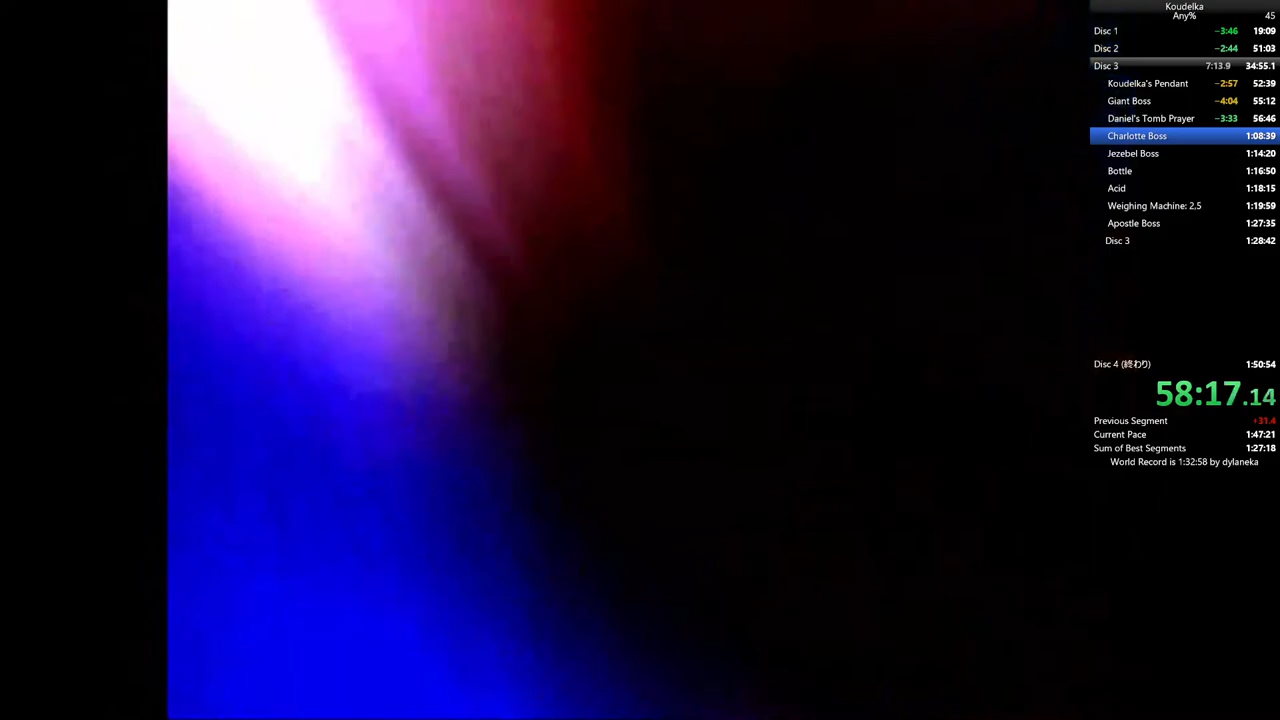 Koudelka
Any% 45
Disc 1 −3:46 19:09
Disc 2 −2:44 51:03
Disc 3 7:13.9 34:55.1
Koudelka's Pendant −2:57 52:39
Giant Boss −4:04 55:12
Daniel's Tomb Prayer −3:33 56:46
Charlotte Boss 1:08:39
Jezebel Boss 1:14:20
Bottle 1:16:50
Acid 1:18:15
Weighing Machine: 2,5 1:19:59
Apostle Boss 1:27:35
Disc 3 1:28:42
Disc 4 (終わり) 1:50:54
58:17.14
Previous Segment +31.4
Current Pace 1:47:21
Sum of Best Segments 1:27:18
World Record is 1:32:58 by dylaneka